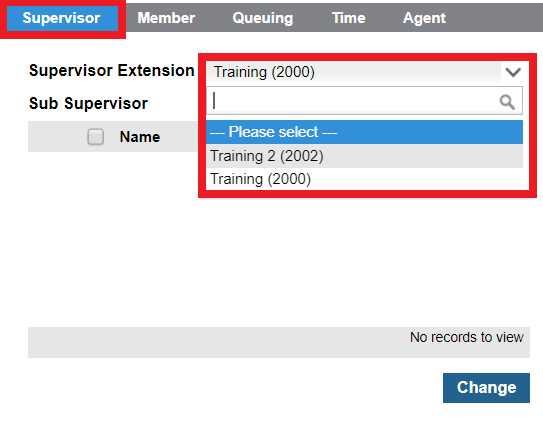 Supervisor Member Queuing Time Agent
Supervisor Extension Training (2000)
Sub Supervisor
--- Please select ---
Name
Training 2 (2002)
Training (2000)
No records to view
Change